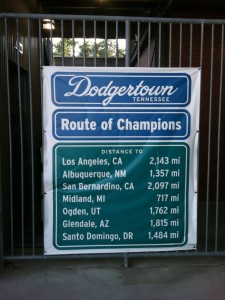 Dodgertown
TENNESSEE
Route of Champions
DISTANCE TO
Los Angeles, CA 2,143 mi
Albuquerque, NM 1,357 mi
San Bernardino, CA 2,097 mi
Midland, MI 717 mi
Ogden, UT 1,762 mi
Glendale, AZ 1,815 mi
Santo Domingo, DR 1,484 mi